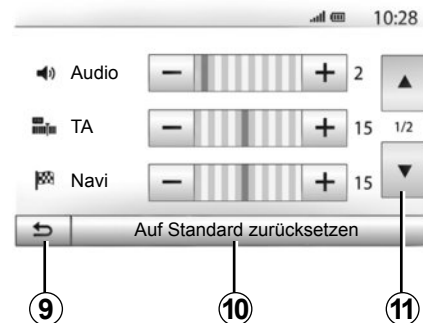 10:28
Audio − + 2
TA − + 15 1/2
Navi − + 15
Auf Standard zurücksetzen
9 10 11